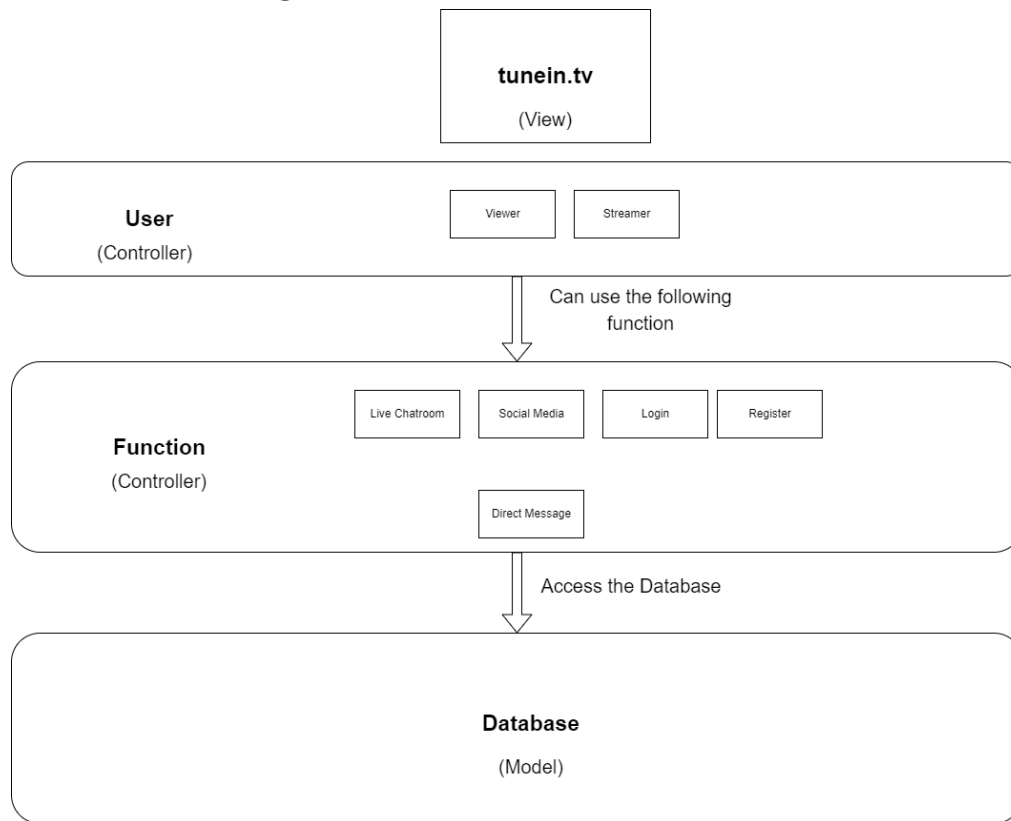 tunein.tv
(View)
User
(Controller)
Viewer
Streamer
Can use the following
function
Function
(Controller)
Live Chatroom
Social Media
Login
Register
Direct Message
Access the Database
Database
(Model)